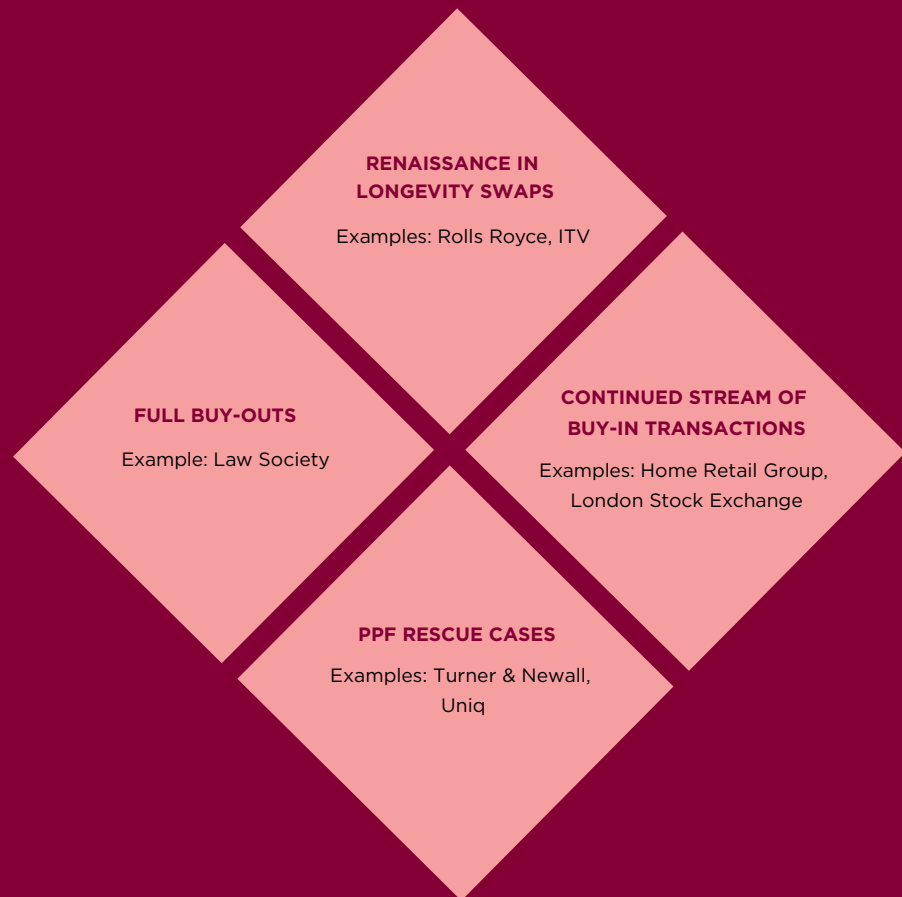 RENAISSANCE IN
LONGEVITY SWAPS
Examples: Rolls Royce, ITV
FULL BUY-OUTS
Example: Law Society
CONTINUED STREAM OF
BUY-IN TRANSACTIONS
Examples: Home Retail Group,
London Stock Exchange
PPF RESCUE CASES
Examples: Turner & Newall,
Uniq